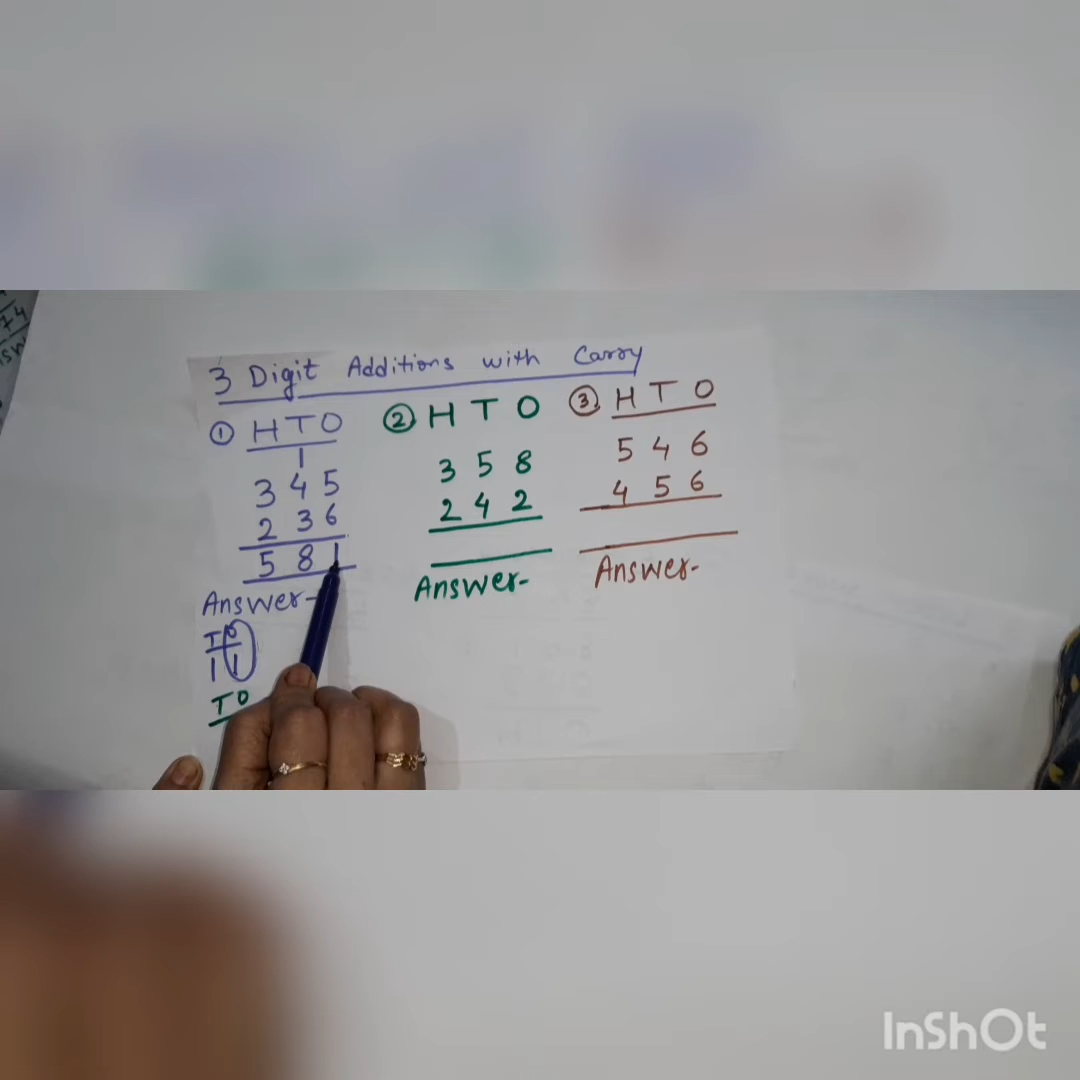 74
3 Digit Additions with Carry
① H T O
1
3 4 5
2 3 6
5 8 1
Answer-
T O
1 1
T O
② H T O
3 5 8
2 4 2
Answer-
③ H T O
5 4 6
4 5 6
Answer-
InShOt